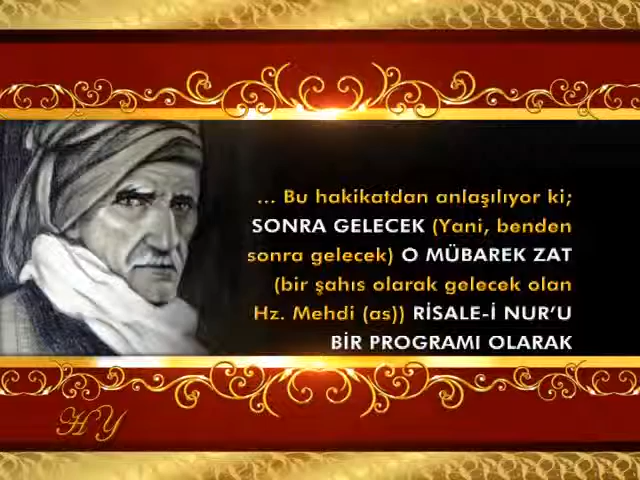 ... Bu hakikatdan anlaşılıyor ki;
SONRA GELECEK (Yani, benden
sonra gelecek) O MÜBAREK ZAT
(bir şahıs olarak gelecek olan
Hz. Mehdi (as)) RİSALE-İ NUR'U
BİR PROGRAMI OLARAK
HY